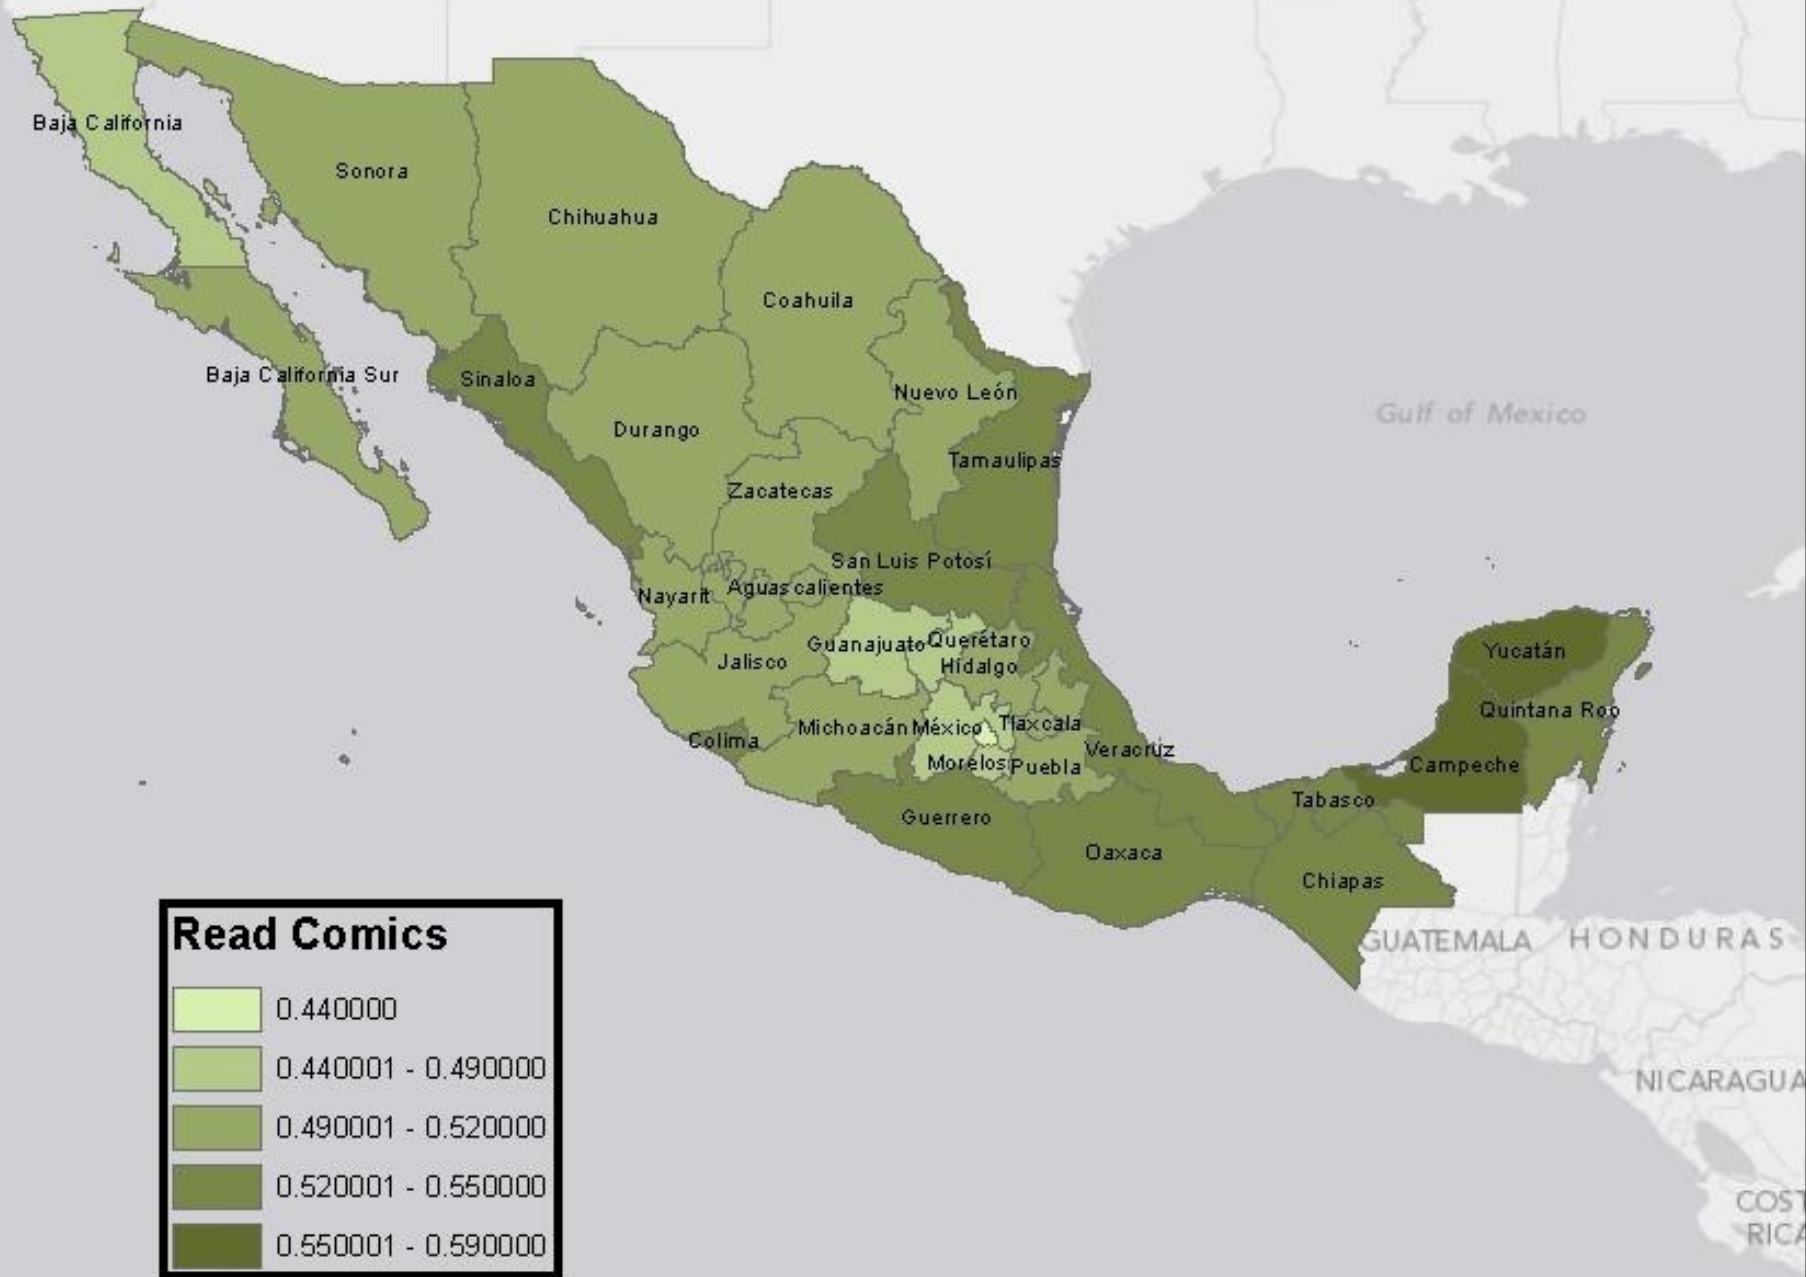 Baja California
Sonora
Chihuahua
Coahuila
Baja California Sur
Sinaloa
Nuevo León
Durango
Gulf of Mexico
Tamaulipas
Zacatecas
San Luis Potosí
Aguascalientes
Nayarit
Guanajuato
Querétaro
Yucatán
Jalisco
Hidalgo
Quintana Roo
Colima
Michoacán
México
Tlaxcala
Veracruz
Morelos
Puebla
Campeche
Tabasco
Guerrero
Oaxaca
Chiapas
GUATEMALA
HONDURAS
NICARAGUA
COST
RICA
Read Comics
0.440000
0.440001 - 0.490000
0.490001 - 0.520000
0.520001 - 0.550000
0.550001 - 0.590000